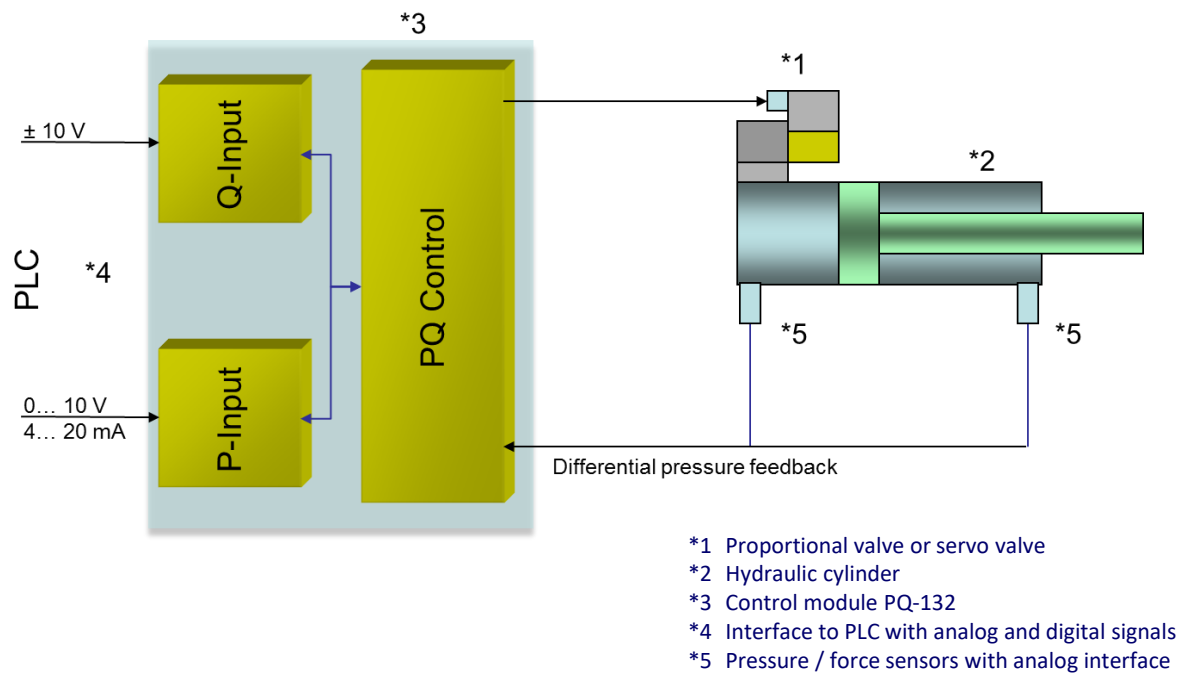 *3
*1
± 10 V
Q-Input
*2
PLC
*4
PQ Control
*5
*5
0... 10 V
4... 20 mA
P-Input
Differential pressure feedback
*1 Proportional valve or servo valve
*2 Hydraulic cylinder
*3 Control module PQ-132
*4 Interface to PLC with analog and digital signals
*5 Pressure / force sensors with analog interface